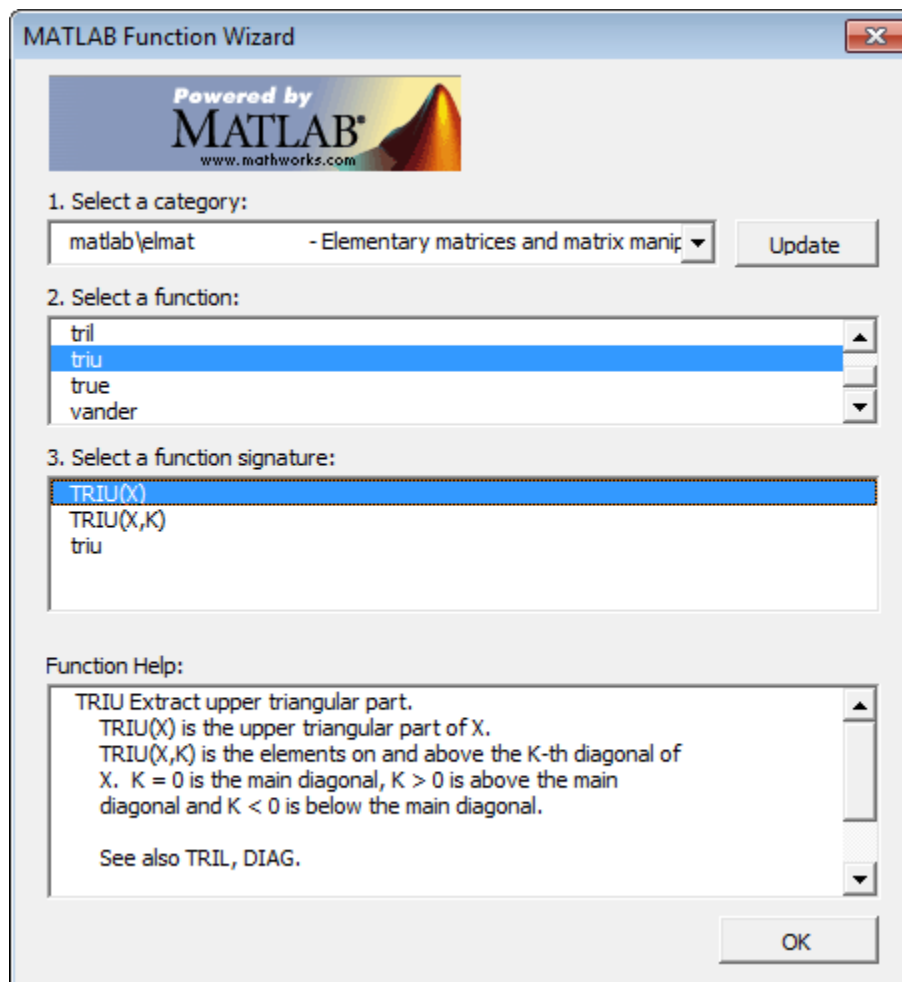 MATLAB Function Wizard
Powered by
MATLAB®
www.mathworks.com
1. Select a category:
matlab\elmat - Elementary matrices and matrix manip
Update
2. Select a function:
tril
triu
true
vander
3. Select a function signature:
TRIU(X)
TRIU(X,K)
triu
Function Help:
TRIU Extract upper triangular part.
TRIU(X) is the upper triangular part of X.
TRIU(X,K) is the elements on and above the K-th diagonal of
X. K = 0 is the main diagonal, K > 0 is above the main
diagonal and K < 0 is below the main diagonal.
See also TRIL, DIAG.
OK